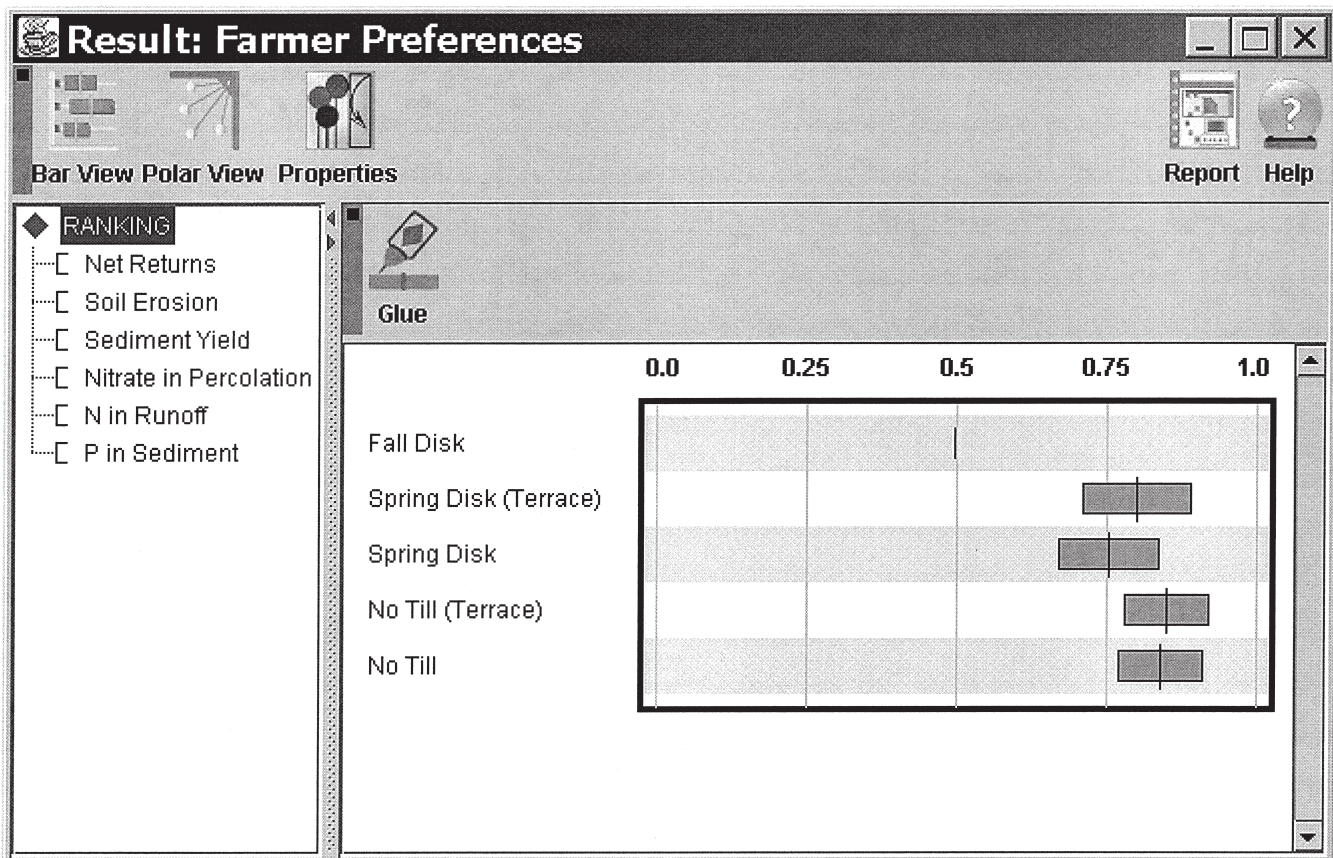 Result: Farmer Preferences
Bar View Polar View Properties
Report Help
RANKING
Net Returns
Soil Erosion
Sediment Yield
Nitrate in Percolation
N in Runoff
P in Sediment
Glue
0.0 0.25 0.5 0.75 1.0
Fall Disk
Spring Disk (Terrace)
Spring Disk
No Till (Terrace)
No Till